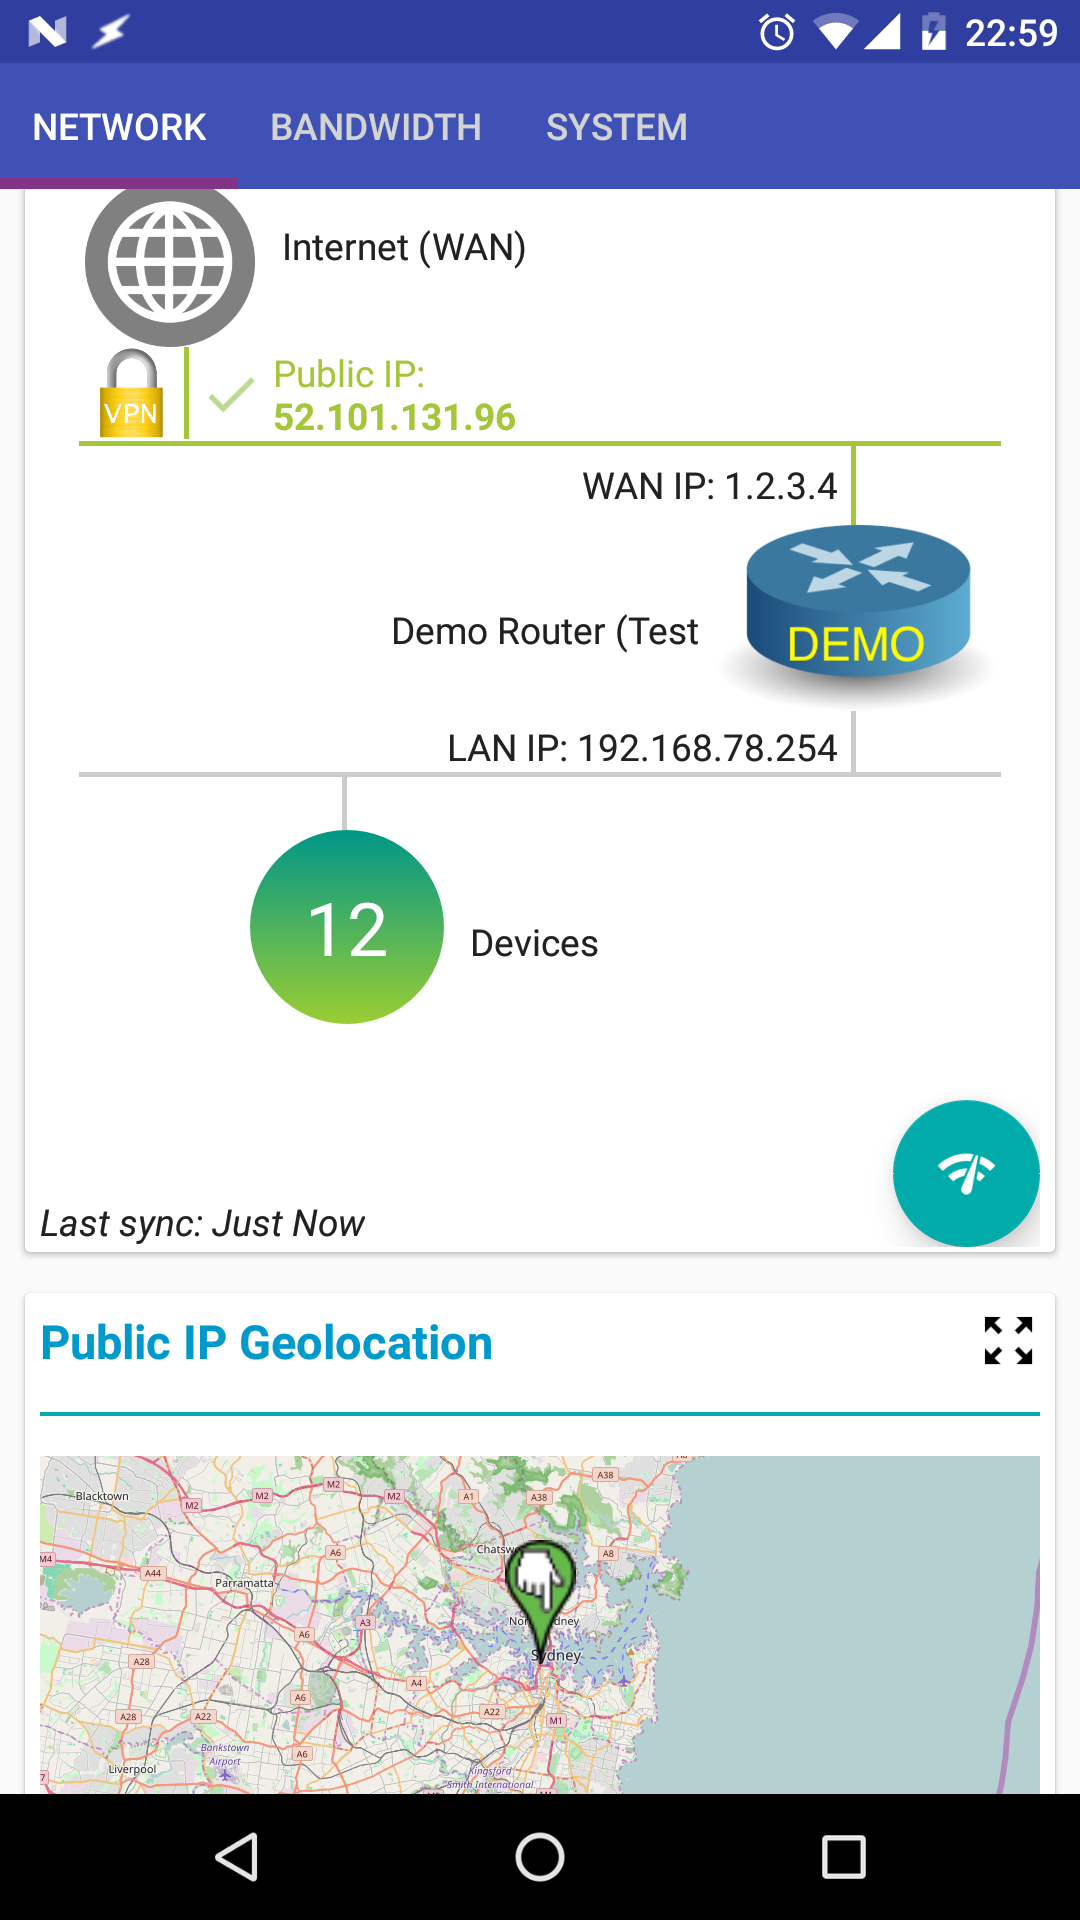 22:59
NETWORK BANDWIDTH SYSTEM
Internet (WAN)
VPN
Public IP:
52.101.131.96
WAN IP: 1.2.3.4
Demo Router (Test
DEMO
LAN IP: 192.168.78.254
12
Devices
Last sync: Just Now
Public IP Geolocation
A38
Blacktown
M2
M2
M2
M2
A1
A38
M4
A44
A6
Chatsw
A8
Parramatta
A3
A6
Sydney
A28
A4
A6
A28
A22
A22
M1
Bankstown
Airport
A6
Liverpool
Kingsford
Smith International
7